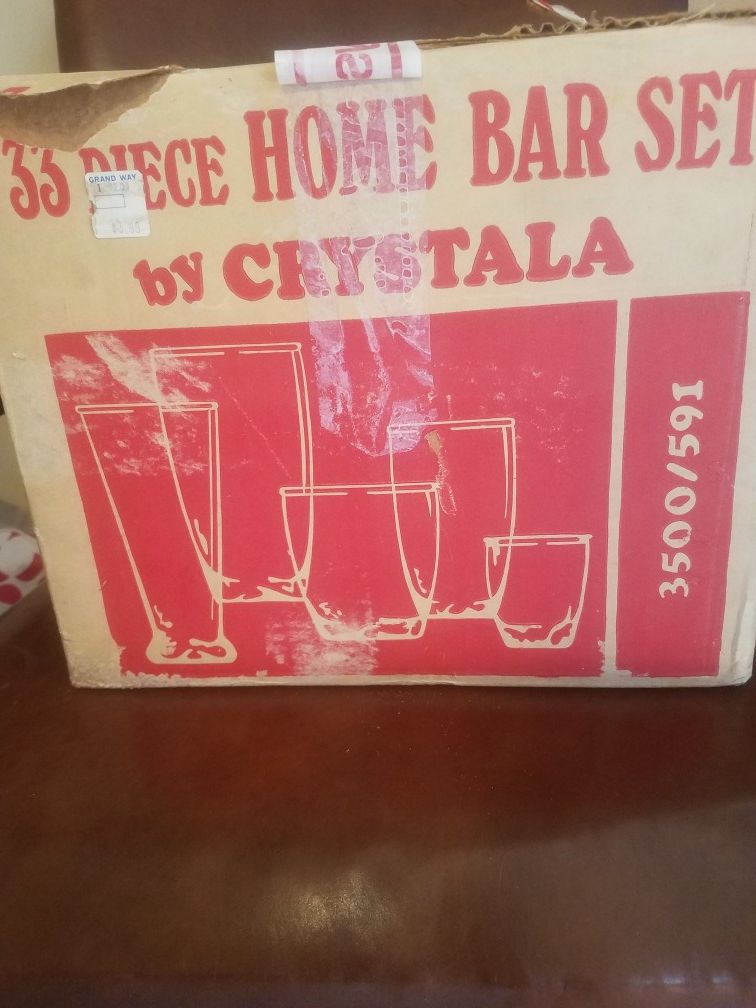 33 PIECE HOME BAR SET
GRAND WAY
by CRYSTALA
3500/591